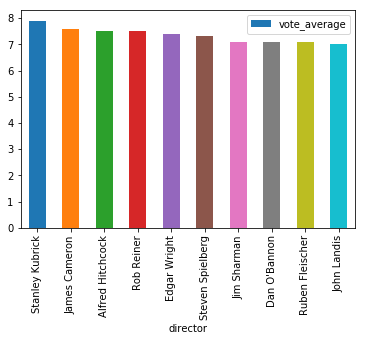 8
7
6
5
4
3
2
1
0
vote_average
Stanley Kubrick
James Cameron
Alfred Hitchcock
Rob Reiner
Edgar Wright
Steven Spielberg
Jim Sharman
Dan O'Bannon
Ruben Fleischer
John Landis
director